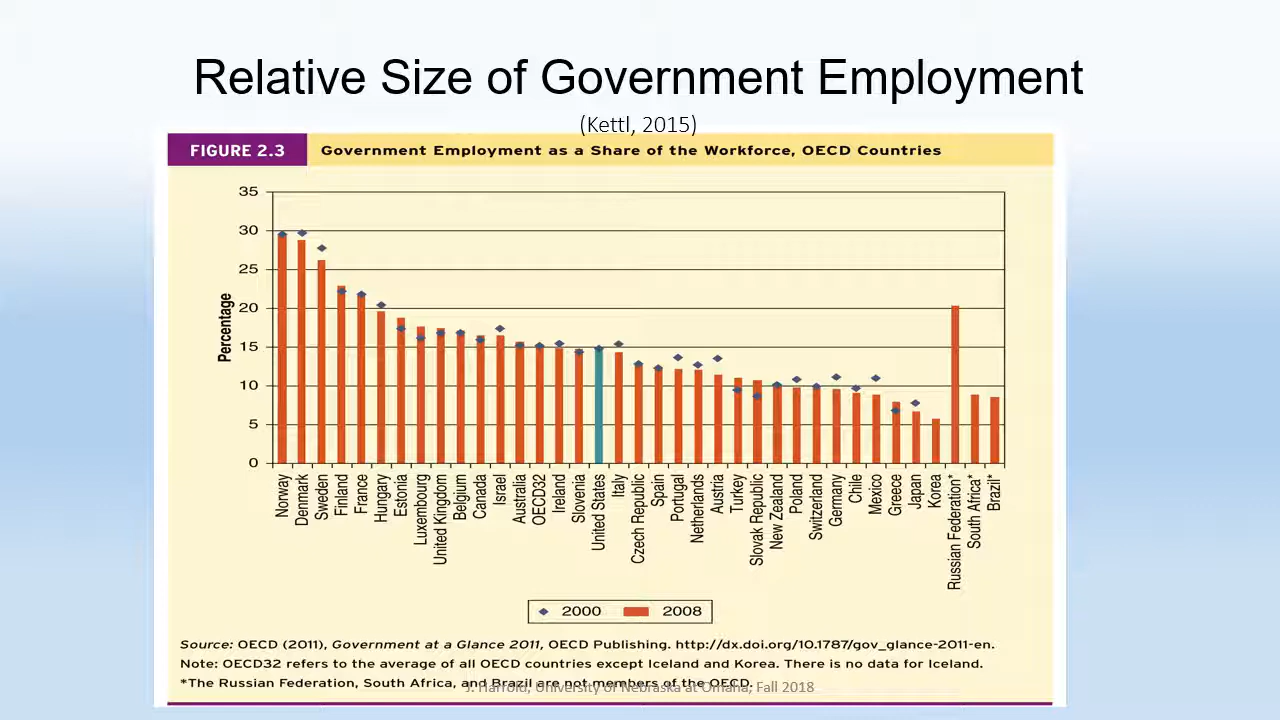 Relative Size of Government Employment
(Kettl, 2015)
FIGURE 2.3 Government Employment as a Share of the Workforce, OECD Countries
Percentage
35
30
25
20
15
10
5
0
Norway
Denmark
Sweden
Finland
France
Hungary
Estonia
Luxembourg
United Kingdom
Belgium
Canada
Israel
Australia
OECD32
Ireland
Slovenia
United States
Italy
Czech Republic
Spain
Portugal
Netherlands
Austria
Turkey
Slovak Republic
New Zealand
Poland
Switzerland
Germany
Chile
Mexico
Greece
Japan
Korea
Russian Federation*
South Africa*
Brazil*
2000 2008
Source: OECD (2011), Government at a Glance 2011, OECD Publishing. http://dx.doi.org/10.1787/gov_glance-2011-en.
Note: OECD32 refers to the average of all OECD countries except Iceland and Korea. There is no data for Iceland.
*The Russian Federation, South Africa, and Brazil are not members of the OECD.
J. Harrold, University of Nebraska at Omaha, Fall 2018